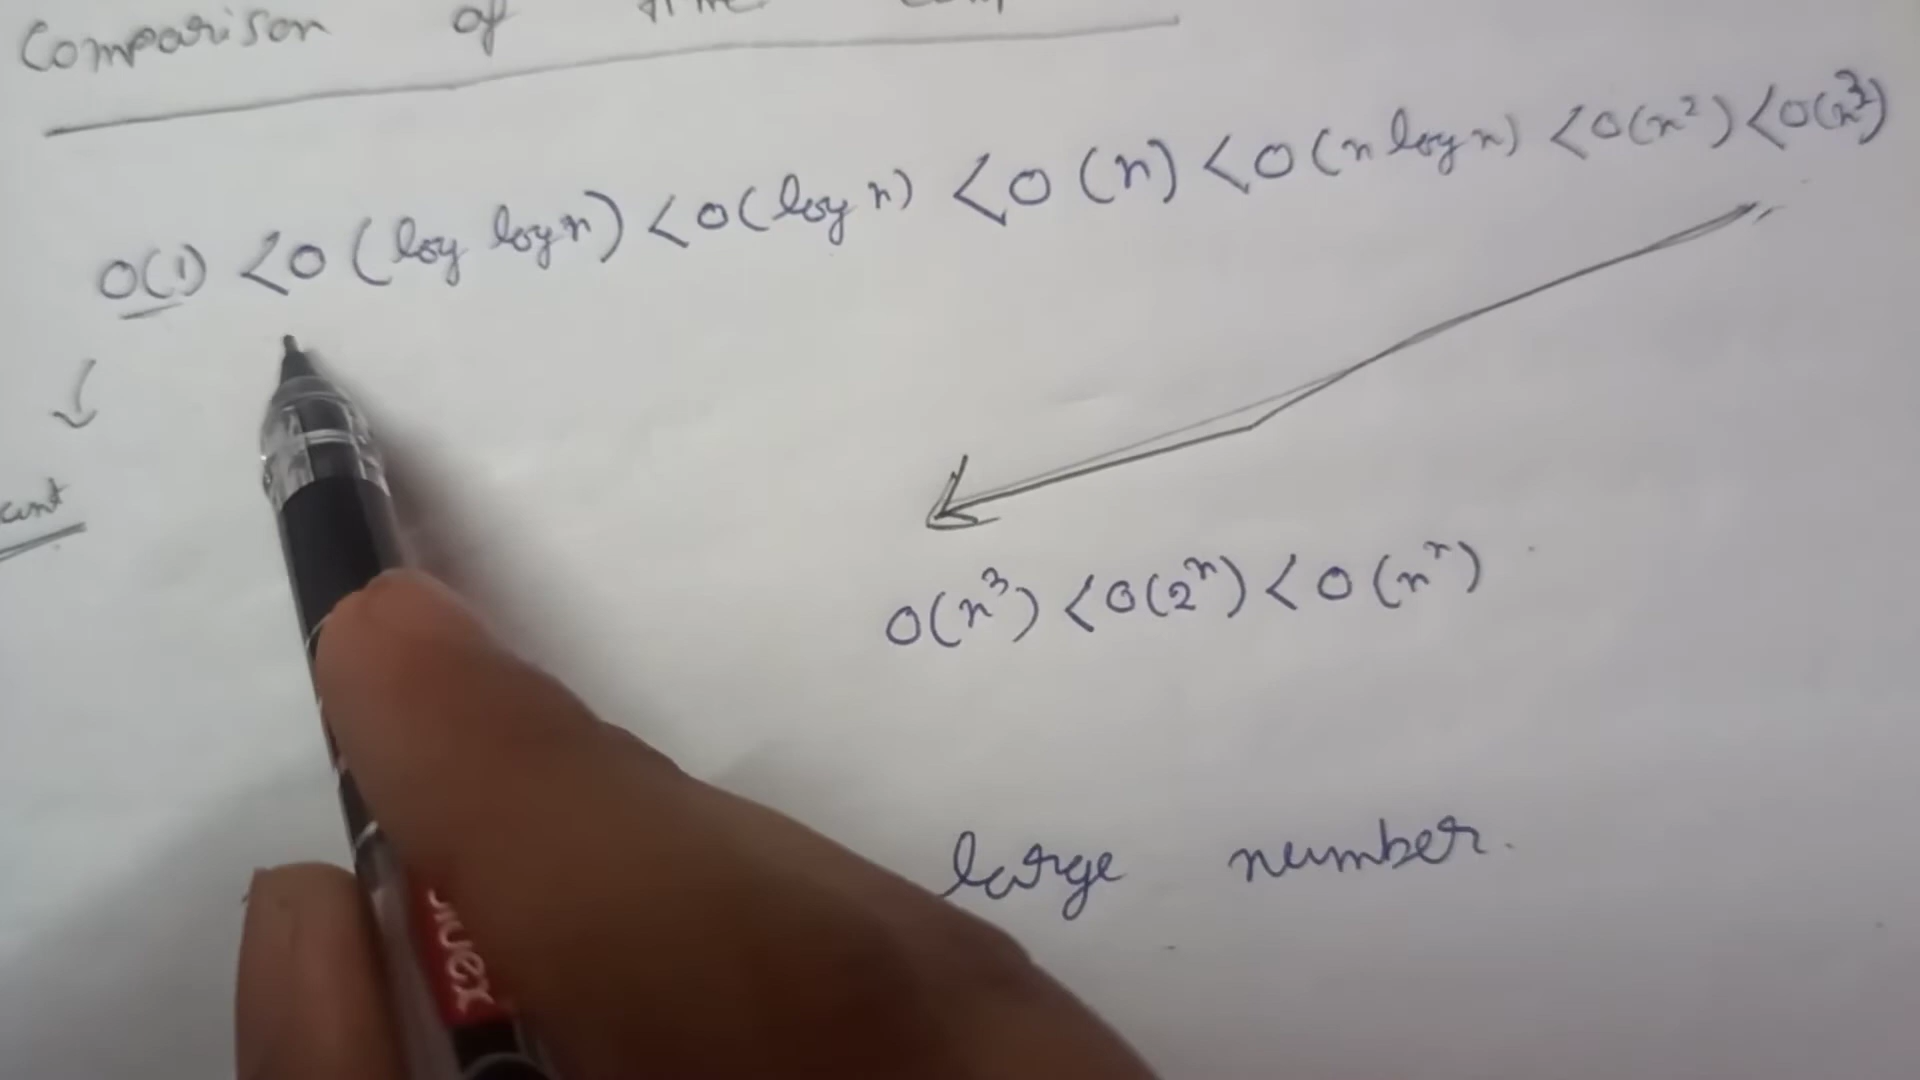 Comparison of
O(1) < O(log log n) < O(log n) < O(n) < O(n log n) < O(n²) < O(n³)
O(n³) < O(2ⁿ) < O(nⁿ)
large number.